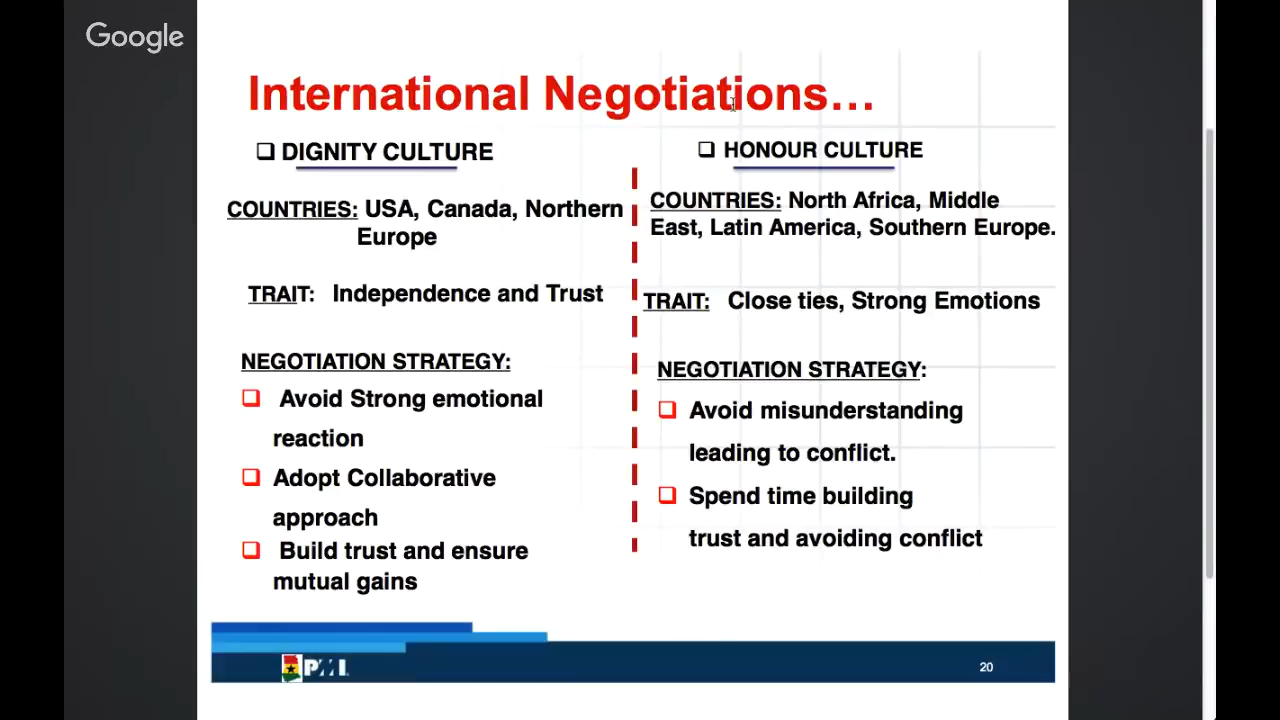 Google
International Negotiations…
❑ DIGNITY CULTURE
COUNTRIES: USA, Canada, Northern
Europe
TRAIT: Independence and Trust
NEGOTIATION STRATEGY:
❑ Avoid Strong emotional
reaction
❑ Adopt Collaborative
approach
❑ Build trust and ensure
mutual gains
❑ HONOUR CULTURE
COUNTRIES: North Africa, Middle
East, Latin America, Southern Europe.
TRAIT: Close ties, Strong Emotions
NEGOTIATION STRATEGY:
❑ Avoid misunderstanding
leading to conflict.
❑ Spend time building
trust and avoiding conflict
PMI
20